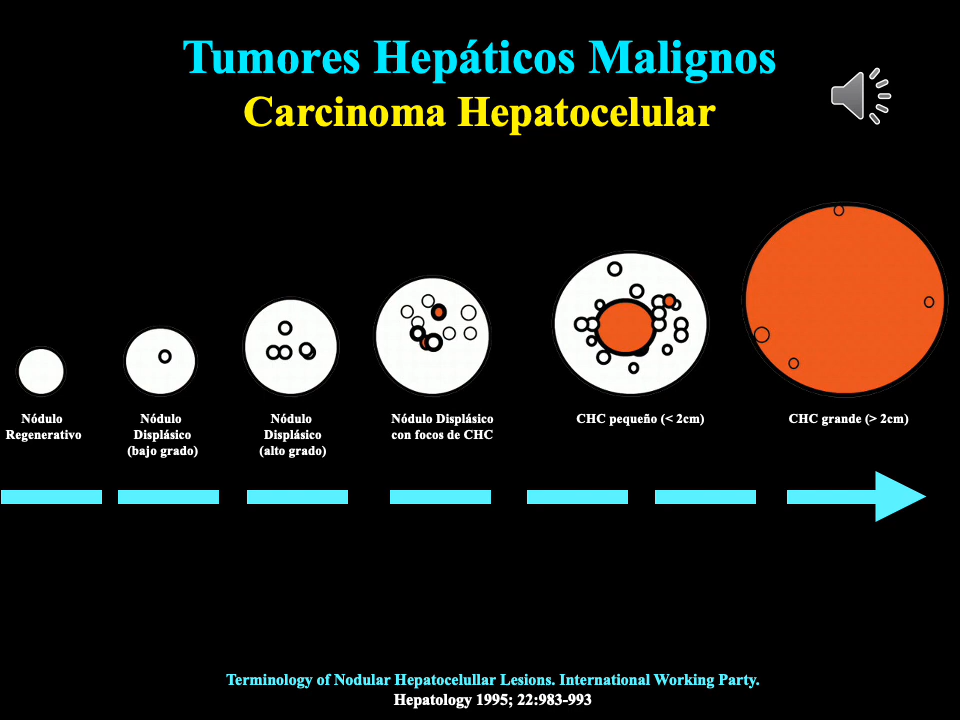 Tumores Hepáticos Malignos
Carcinoma Hepatocelular
Nódulo
Regenerativo
Nódulo
Displásico
(bajo grado)
Nódulo
Displásico
(alto grado)
Nódulo Displásico
con focos de CHC
CHC pequeño (< 2cm)
CHC grande (> 2cm)
Terminology of Nodular Hepatocelullar Lesions. International Working Party.
Hepatology 1995; 22:983-993